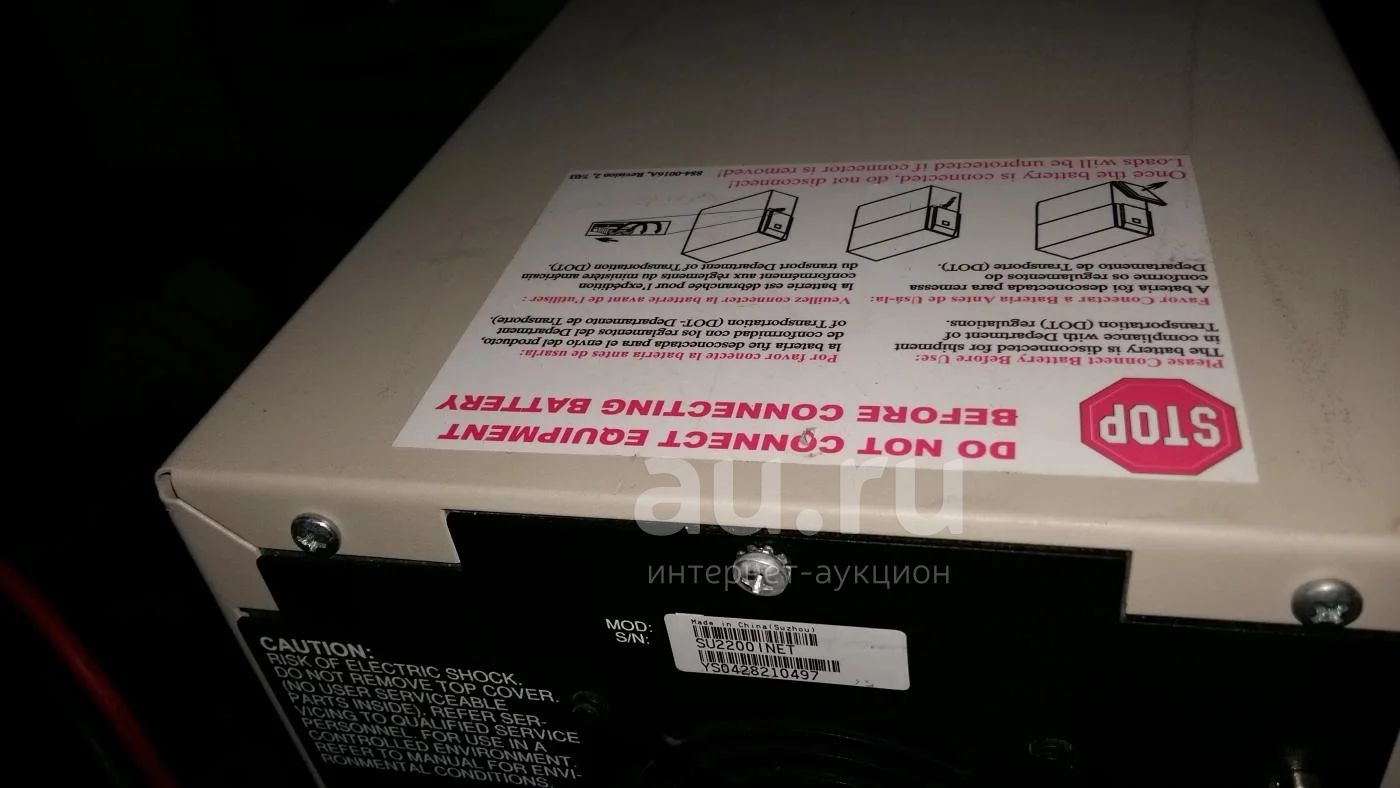 STOP
DO NOT CONNECT EQUIPMENT
BEFORE CONNECTING BATTERY
Please Connect Battery Before Use:
The battery is disconnected for shipment
in compliance with Department of
Transportation (DOT) regulations.
Por favor conecte la batería antes de usarla:
la batería fue desconectada para el envío del producto,
de conformidad con los reglamentos del Department
of Transportation (DOT- Departamento de Transporte).
Favor Conectar a Bateria Antes de Usa-la:
A bateria foi desconectada para remessa
conforme os regulamentos do
Departamento de Transporte (DOT).
Veuillez connecter la batterie avant de l'utiliser :
la batterie est débranchée pour l'expédition
conformément aux règlements du ministère américain
du transport Department of Transportation (DOT).
Once the battery is connected, do not disconnect!
Loads will be unprotected if connector is removed!
884-0016A, Revision 2, 7/03
au.ru
интернет-аукцион
MOD:
S/N:
Made in China(Suzhou)
SU2200INET
YS0428210497
CAUTION:
RISK OF ELECTRIC SHOCK.
DO NOT REMOVE TOP COVER.
(NO USER SERVICEABLE
PARTS INSIDE), REFER SER-
VICING TO QUALIFIED SERVICE
PERSONNEL. FOR USE IN A
CONTROLLED ENVIRONMENT.
REFER TO MANUAL FOR ENVI-
RONMENTAL CONDITIONS.